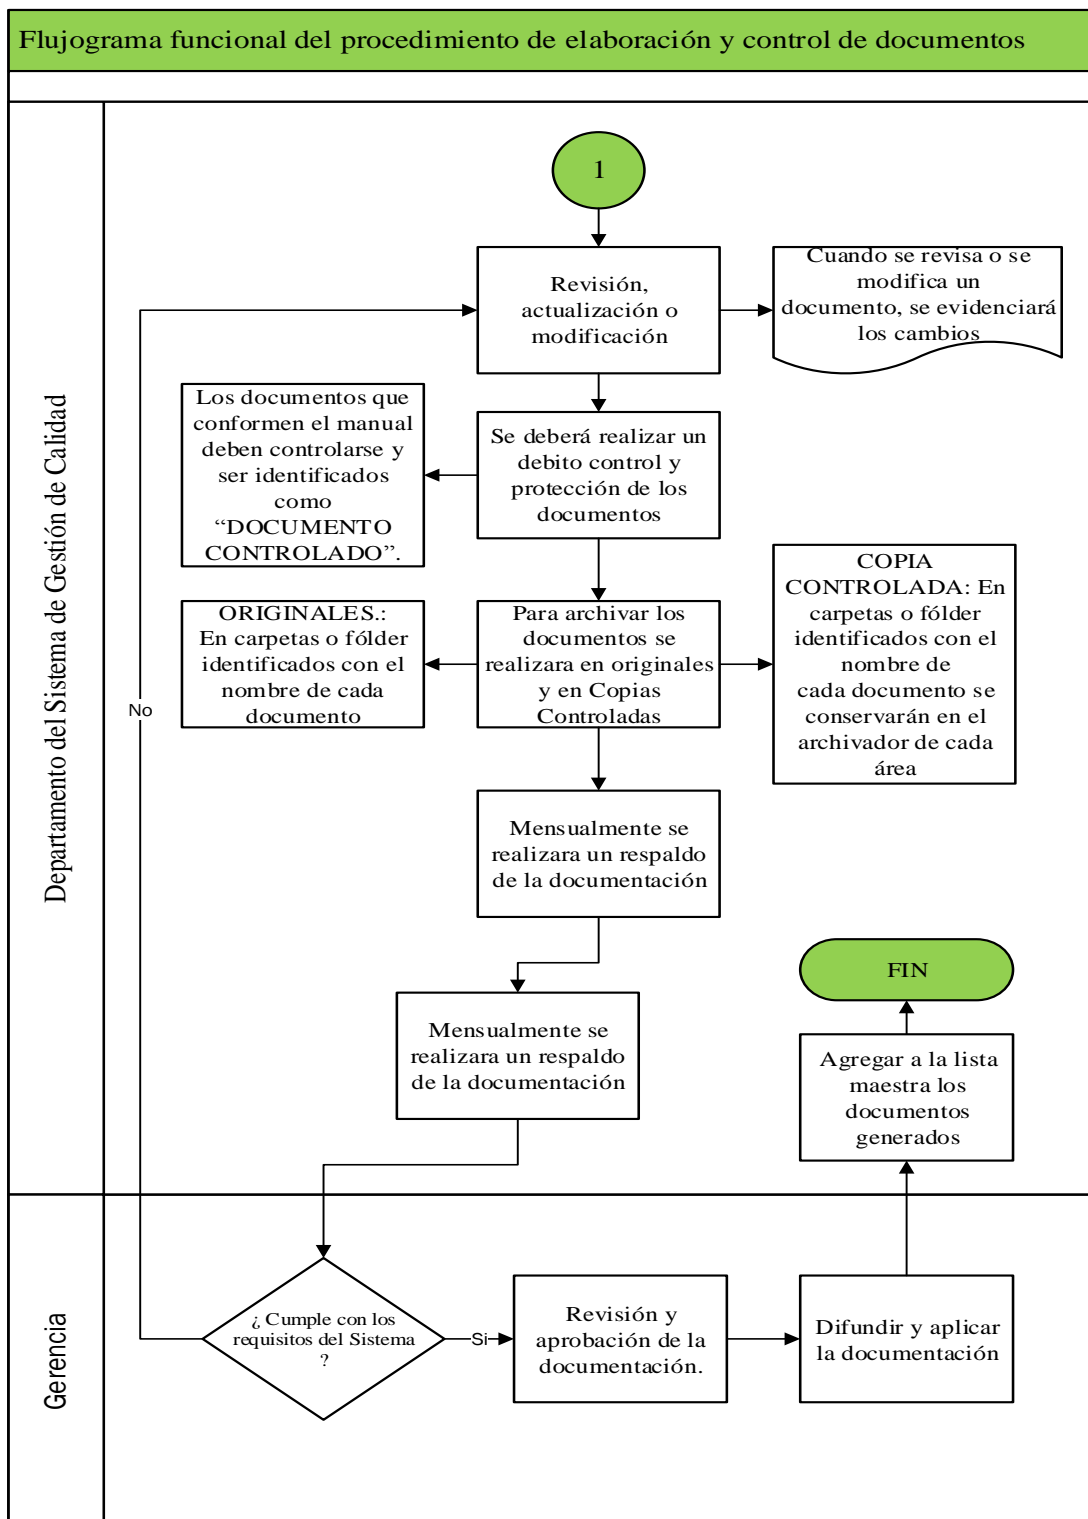 Flujograma funcional del procedimiento de elaboración y control de documentos
Departamento del Sistema de Gestión de Calidad
1
Revisión,
actualización o
modificación
Cuando se revisa o se
modifica un
documento, se evidenciará
los cambios
Los documentos que
conformen el manual
deben controlarse y
ser identificados
como
“DOCUMENTO
CONTROLADO”.
Se deberá realizar un
debito control y
protección de los
documentos
ORIGINALES.:
En carpetas o fólder
identificados con el
nombre de cada
documento
Para archivar los
documentos se
realizara en originales
y en Copias
Controladas
COPIA
CONTROLADA: En
carpetas o fólder
identificados con el
nombre de
cada documento se
conservarán en el
archivador de cada
área
No
Mensualmente se
realizara un respaldo
de la documentación
Mensualmente se
realizara un respaldo
de la documentación
FIN
Agregar a la lista
maestra los
documentos
generados
Gerencia
¿ Cumple con los
requisitos del Sistema
?
Si
Revisión y
aprobación de la
documentación.
Difundir y aplicar
la documentación